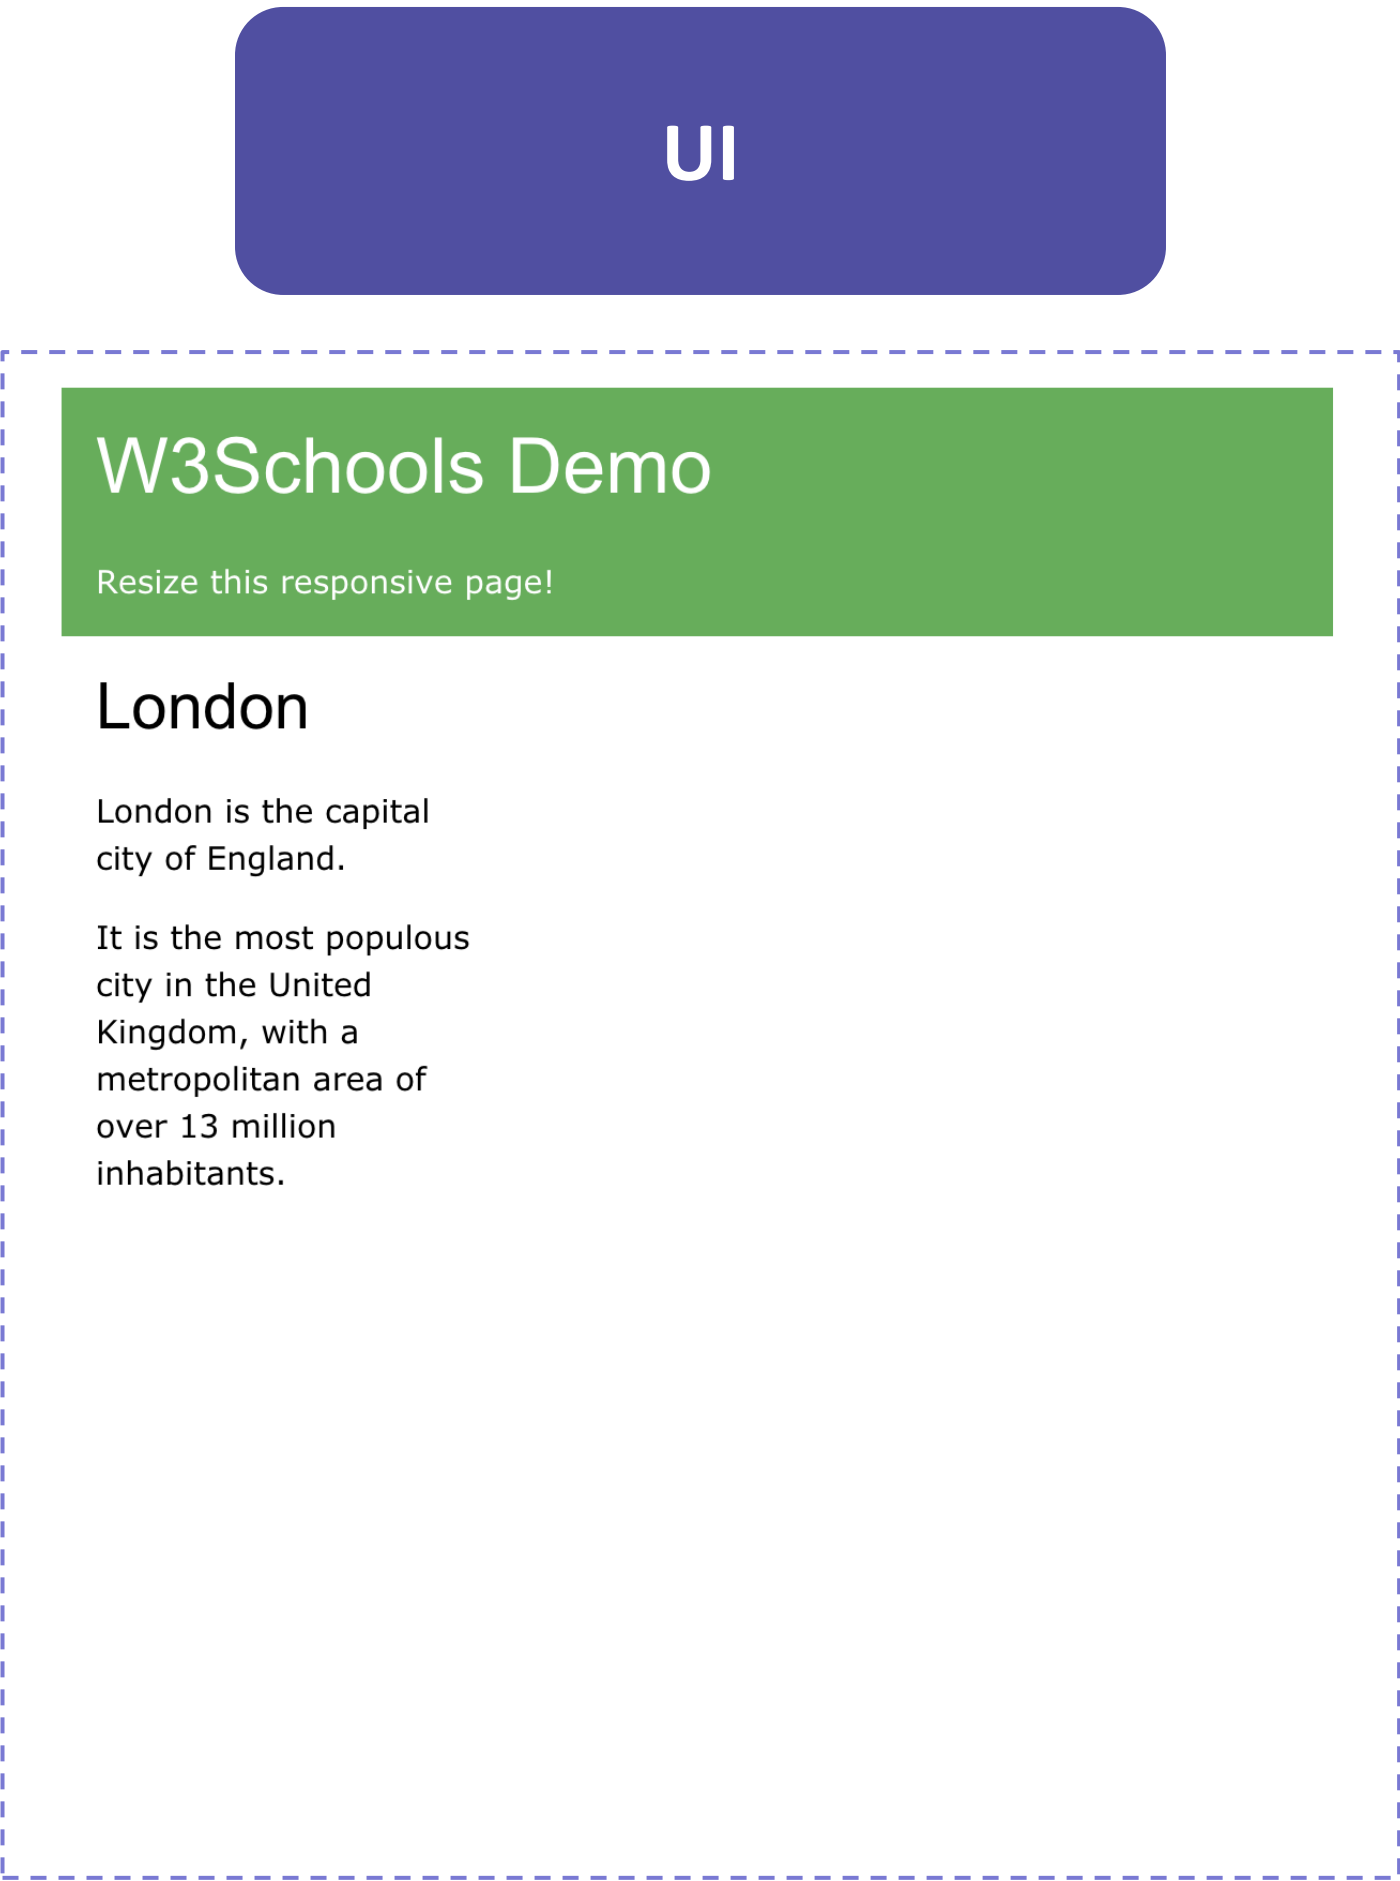 UI
W3Schools Demo
Resize this responsive page!
London
London is the capital
city of England.
It is the most populous
city in the United
Kingdom, with a
metropolitan area of
over 13 million
inhabitants.